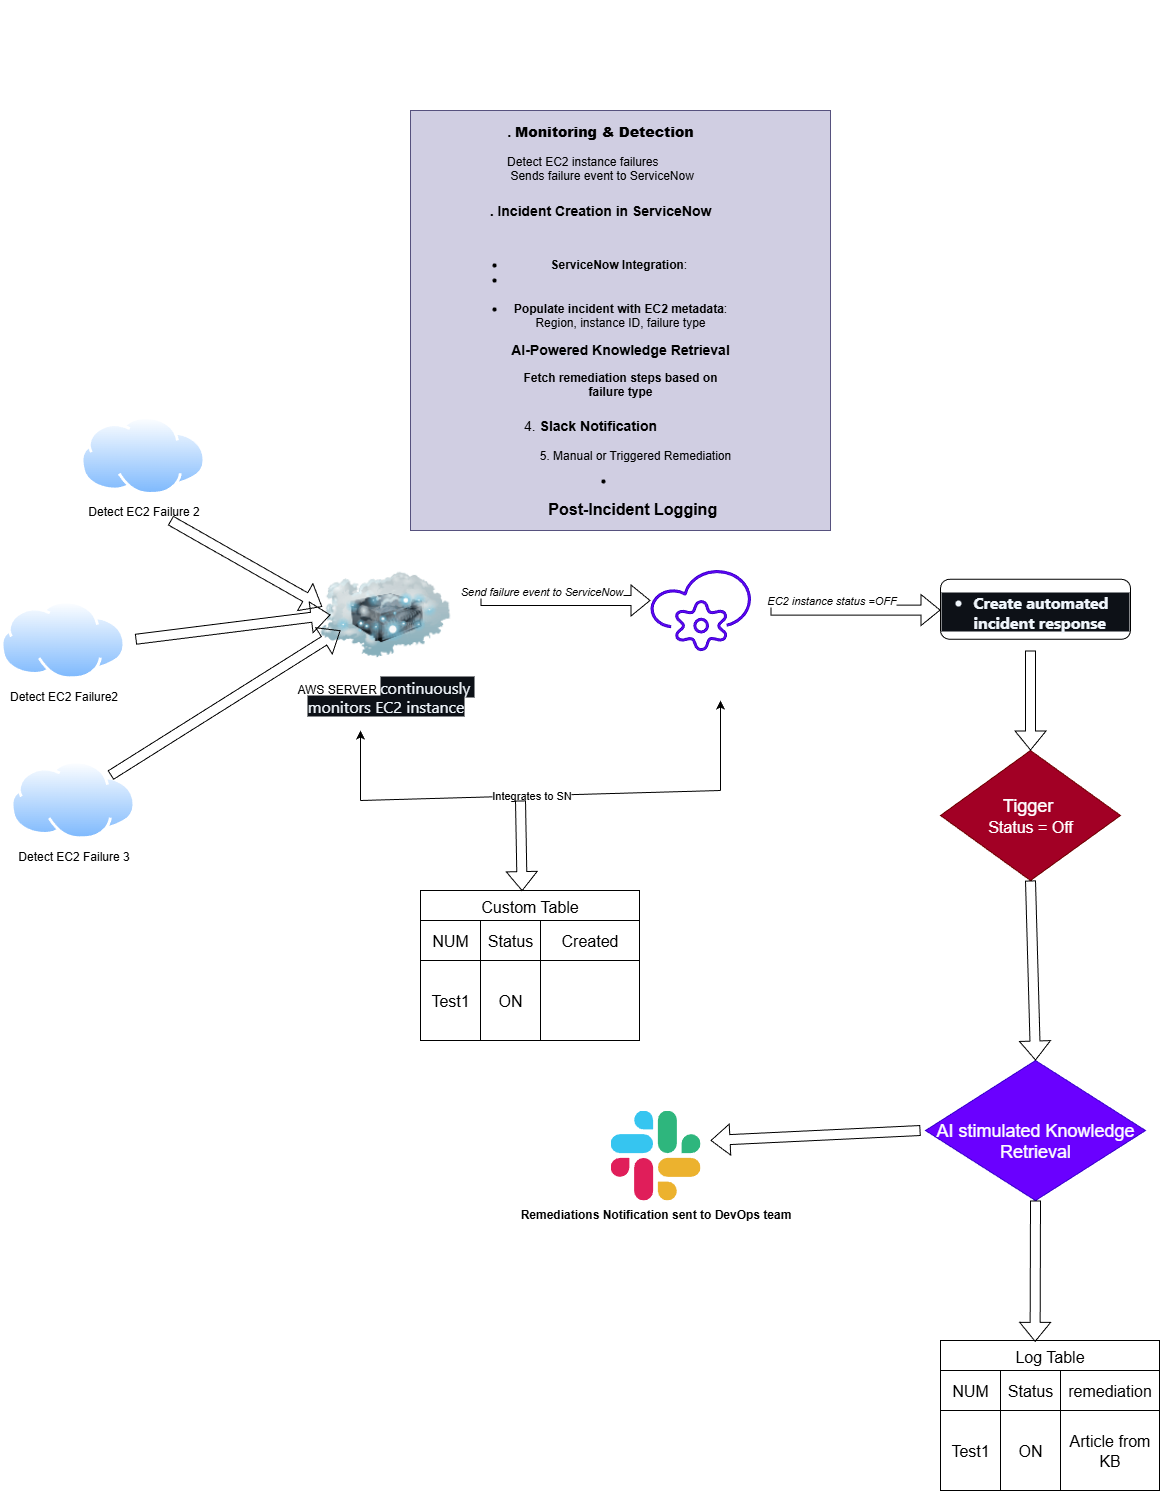 . Monitoring & Detection
Detect EC2 instance failures
Sends failure event to ServiceNow
. Incident Creation in ServiceNow
• ServiceNow Integration:
•
• Populate incident with EC2 metadata:
Region, instance ID, failure type
AI-Powered Knowledge Retrieval
Fetch remediation steps based on
failure type
4. Slack Notification
5. Manual or Triggered Remediation
•
Post-Incident Logging
Detect EC2 Failure 2
Detect EC2 Failure2
Detect EC2 Failure 3
AWS SERVER continuously
monitors EC2 instance
Send failure event to ServiceNow
EC2 instance status =OFF
• Create automated
incident response
Integrates to SN
Custom Table
NUM Status Created
Test1 ON
Tigger
Status = Off
AI stimulated Knowledge
Retrieval
Remediations Notification sent to DevOps team
Log Table
NUM Status remediation
Test1 ON Article from
KB